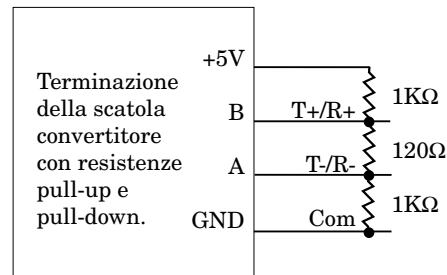 Terminazione
della scatola
convertitore
con resistenze
pull-up e
pull-down.
+5V
B T+/R+
A T-/R-
GND Com
1KΩ
120Ω
1KΩ